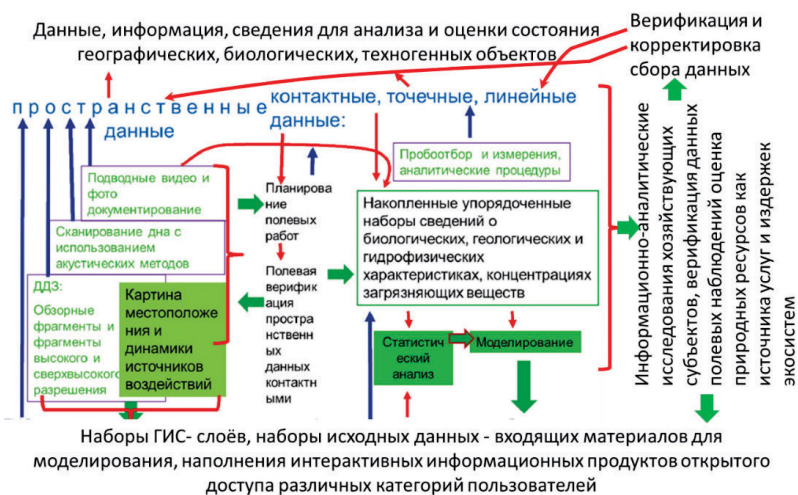 Данные, информация, сведения для анализа и оценки состояния
географических, биологических, техногенных объектов
Верификация и
корректировка
сбора данных
пространственные
данные
контактные, точечные, линейные
данные:
Пробоотбор и измерения,
аналитические процедуры
Подводные видео и
фото
документирование
Сканирование дна с
использованием
акустических методов
ДДЗ:
Обзорные
фрагменты и
фрагменты
высокого и
сверхвысокого
разрешения
Картина
местоположе
ния и
динамики
источников
воздействий
Планирова
ние
полевых
работ
Полевая
верифик
ация
простра
нственн
ых
данных
контактн
ыми
Накопленные упорядоченные
наборы сведений о
биологических, геологических и
гидрофизических
характеристиках, концентрациях
загрязняющих веществ
Статистич
еский
анализ
Моделирование
Информационно-аналитические
исследования хозяйствующих
субъектов, верификация данных
полевых наблюдений оценка
природных ресурсов как
источника услуг и издержек
экосистем
Наборы ГИС- слоёв, наборы исходных данных - входящих материалов для
моделирования, наполнения интерактивных информационных продуктов открытого
доступа различных категорий пользователей